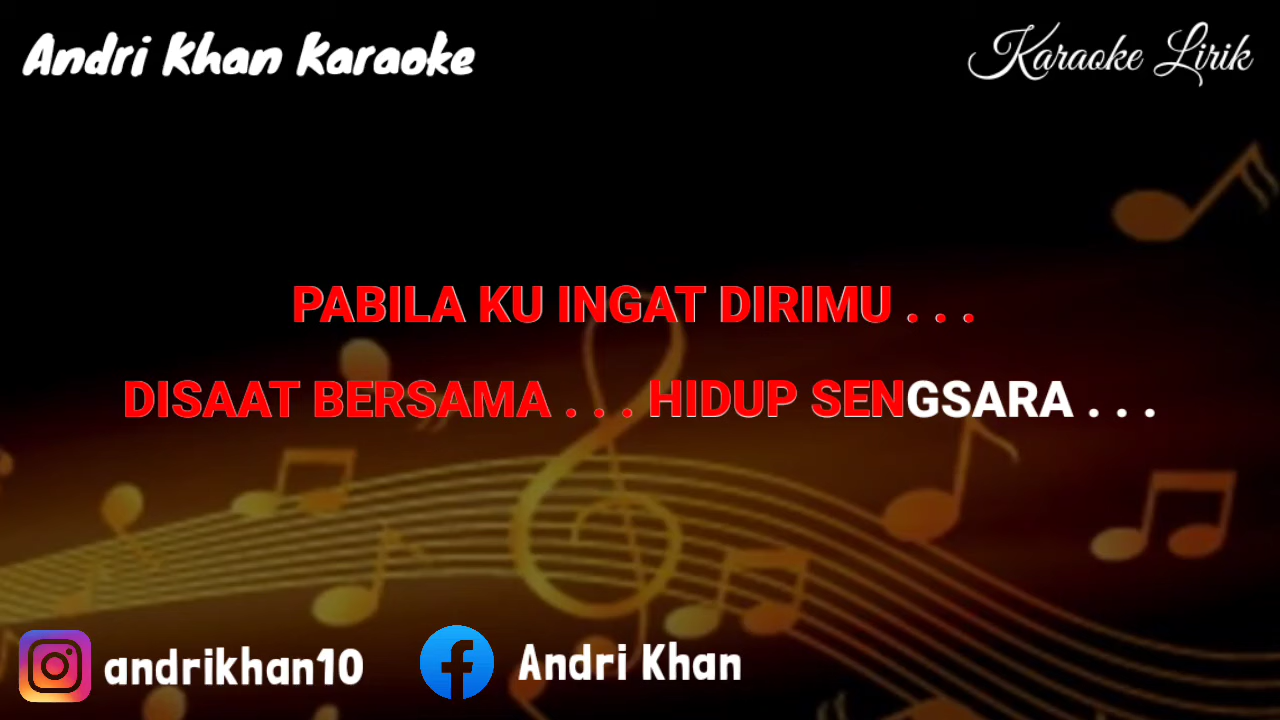 Andri Khan Karaoke
Karaoke Lirik
PABILA KU INGAT DIRIMU . . .
DISAAT BERSAMA . . . HIDUP SENGSARA . . .
andrikhan10
Andri Khan